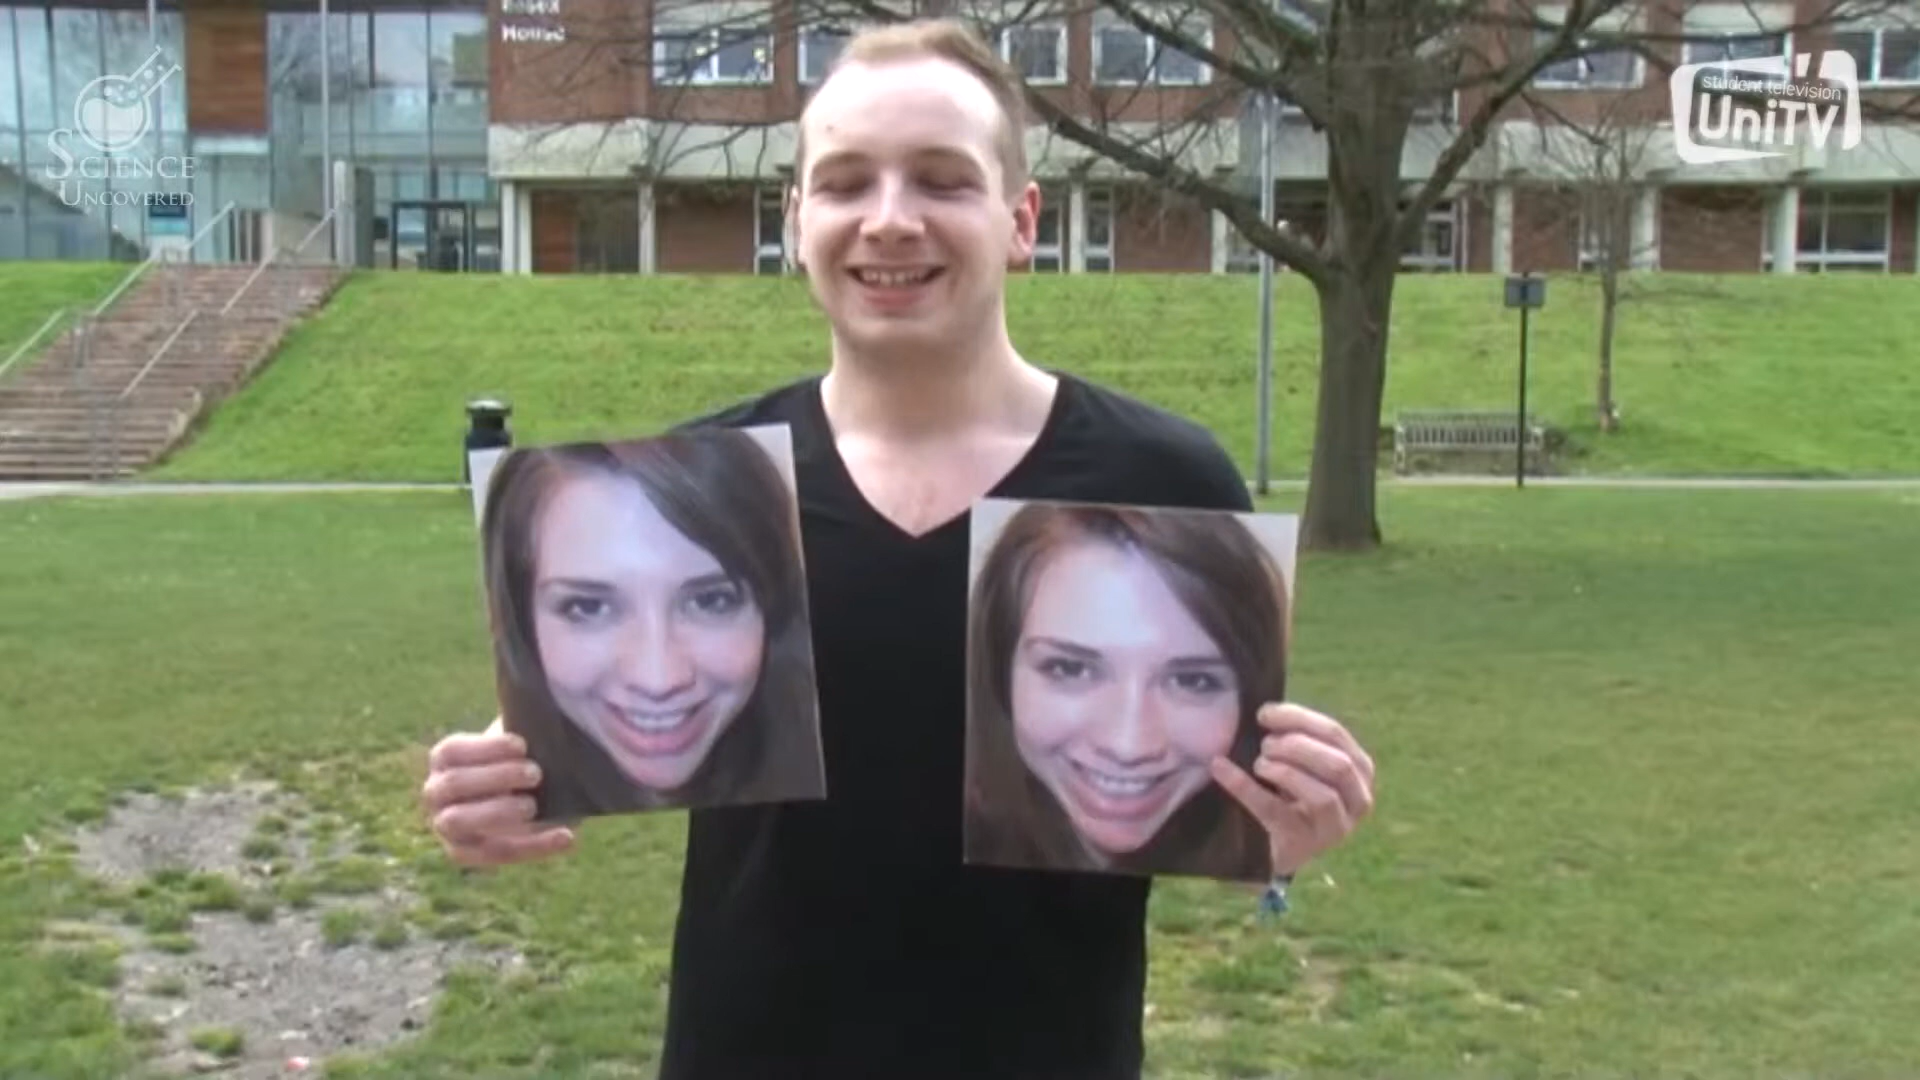 House
SCIENCE
UNCOVERED
student television
UniTV